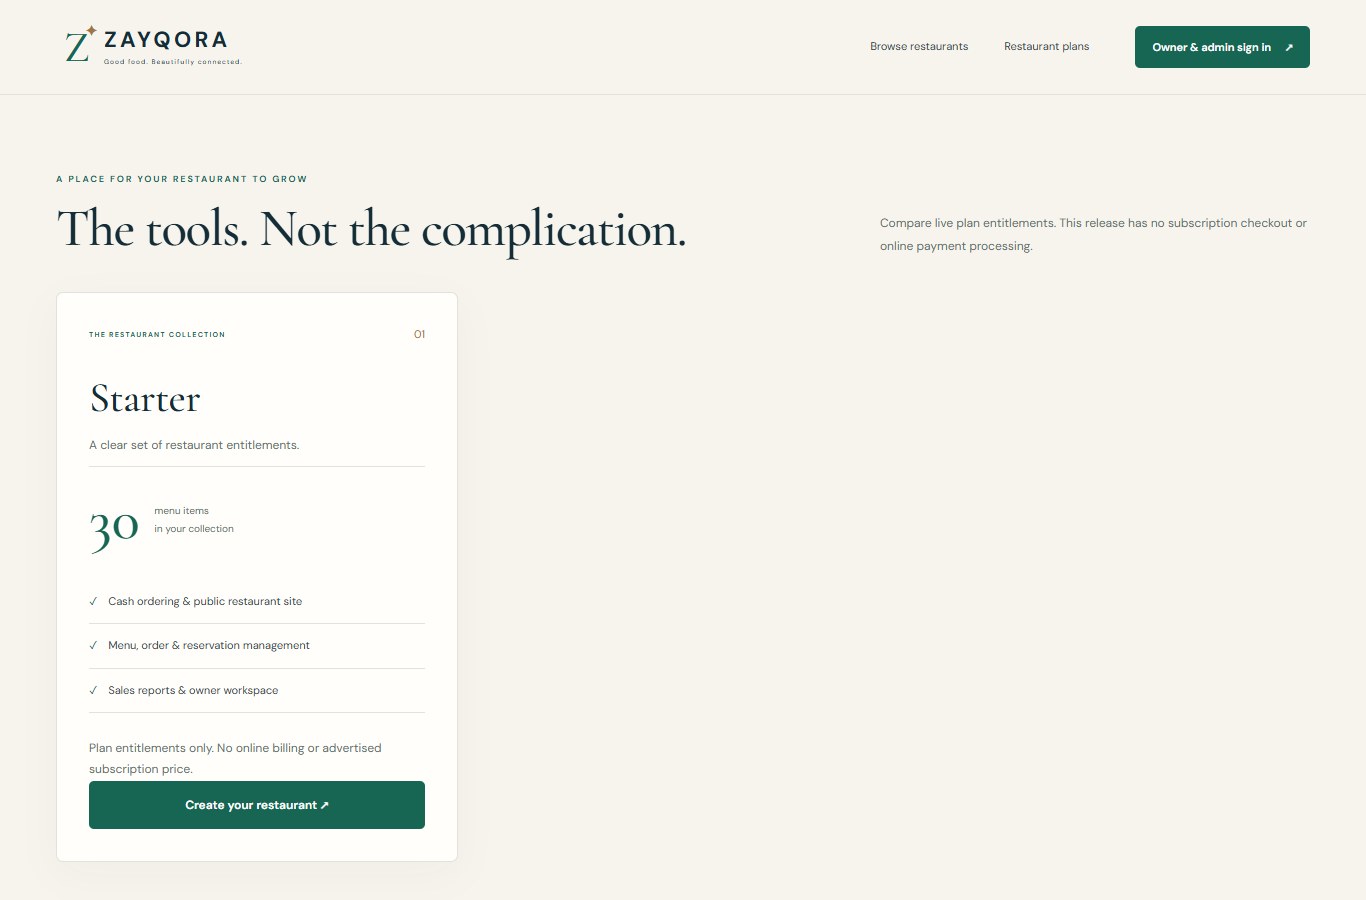 ZAYQORA
Good food. Beautifully connected.
Browse restaurants
Restaurant plans
Owner & admin sign in ↗
A PLACE FOR YOUR RESTAURANT TO GROW
The tools. Not the complication.
Compare live plan entitlements. This release has no subscription checkout or
online payment processing.
THE RESTAURANT COLLECTION
01
Starter
A clear set of restaurant entitlements.
30
menu items
in your collection
✓ Cash ordering & public restaurant site
✓ Menu, order & reservation management
✓ Sales reports & owner workspace
Plan entitlements only. No online billing or advertised
subscription price.
Create your restaurant ↗